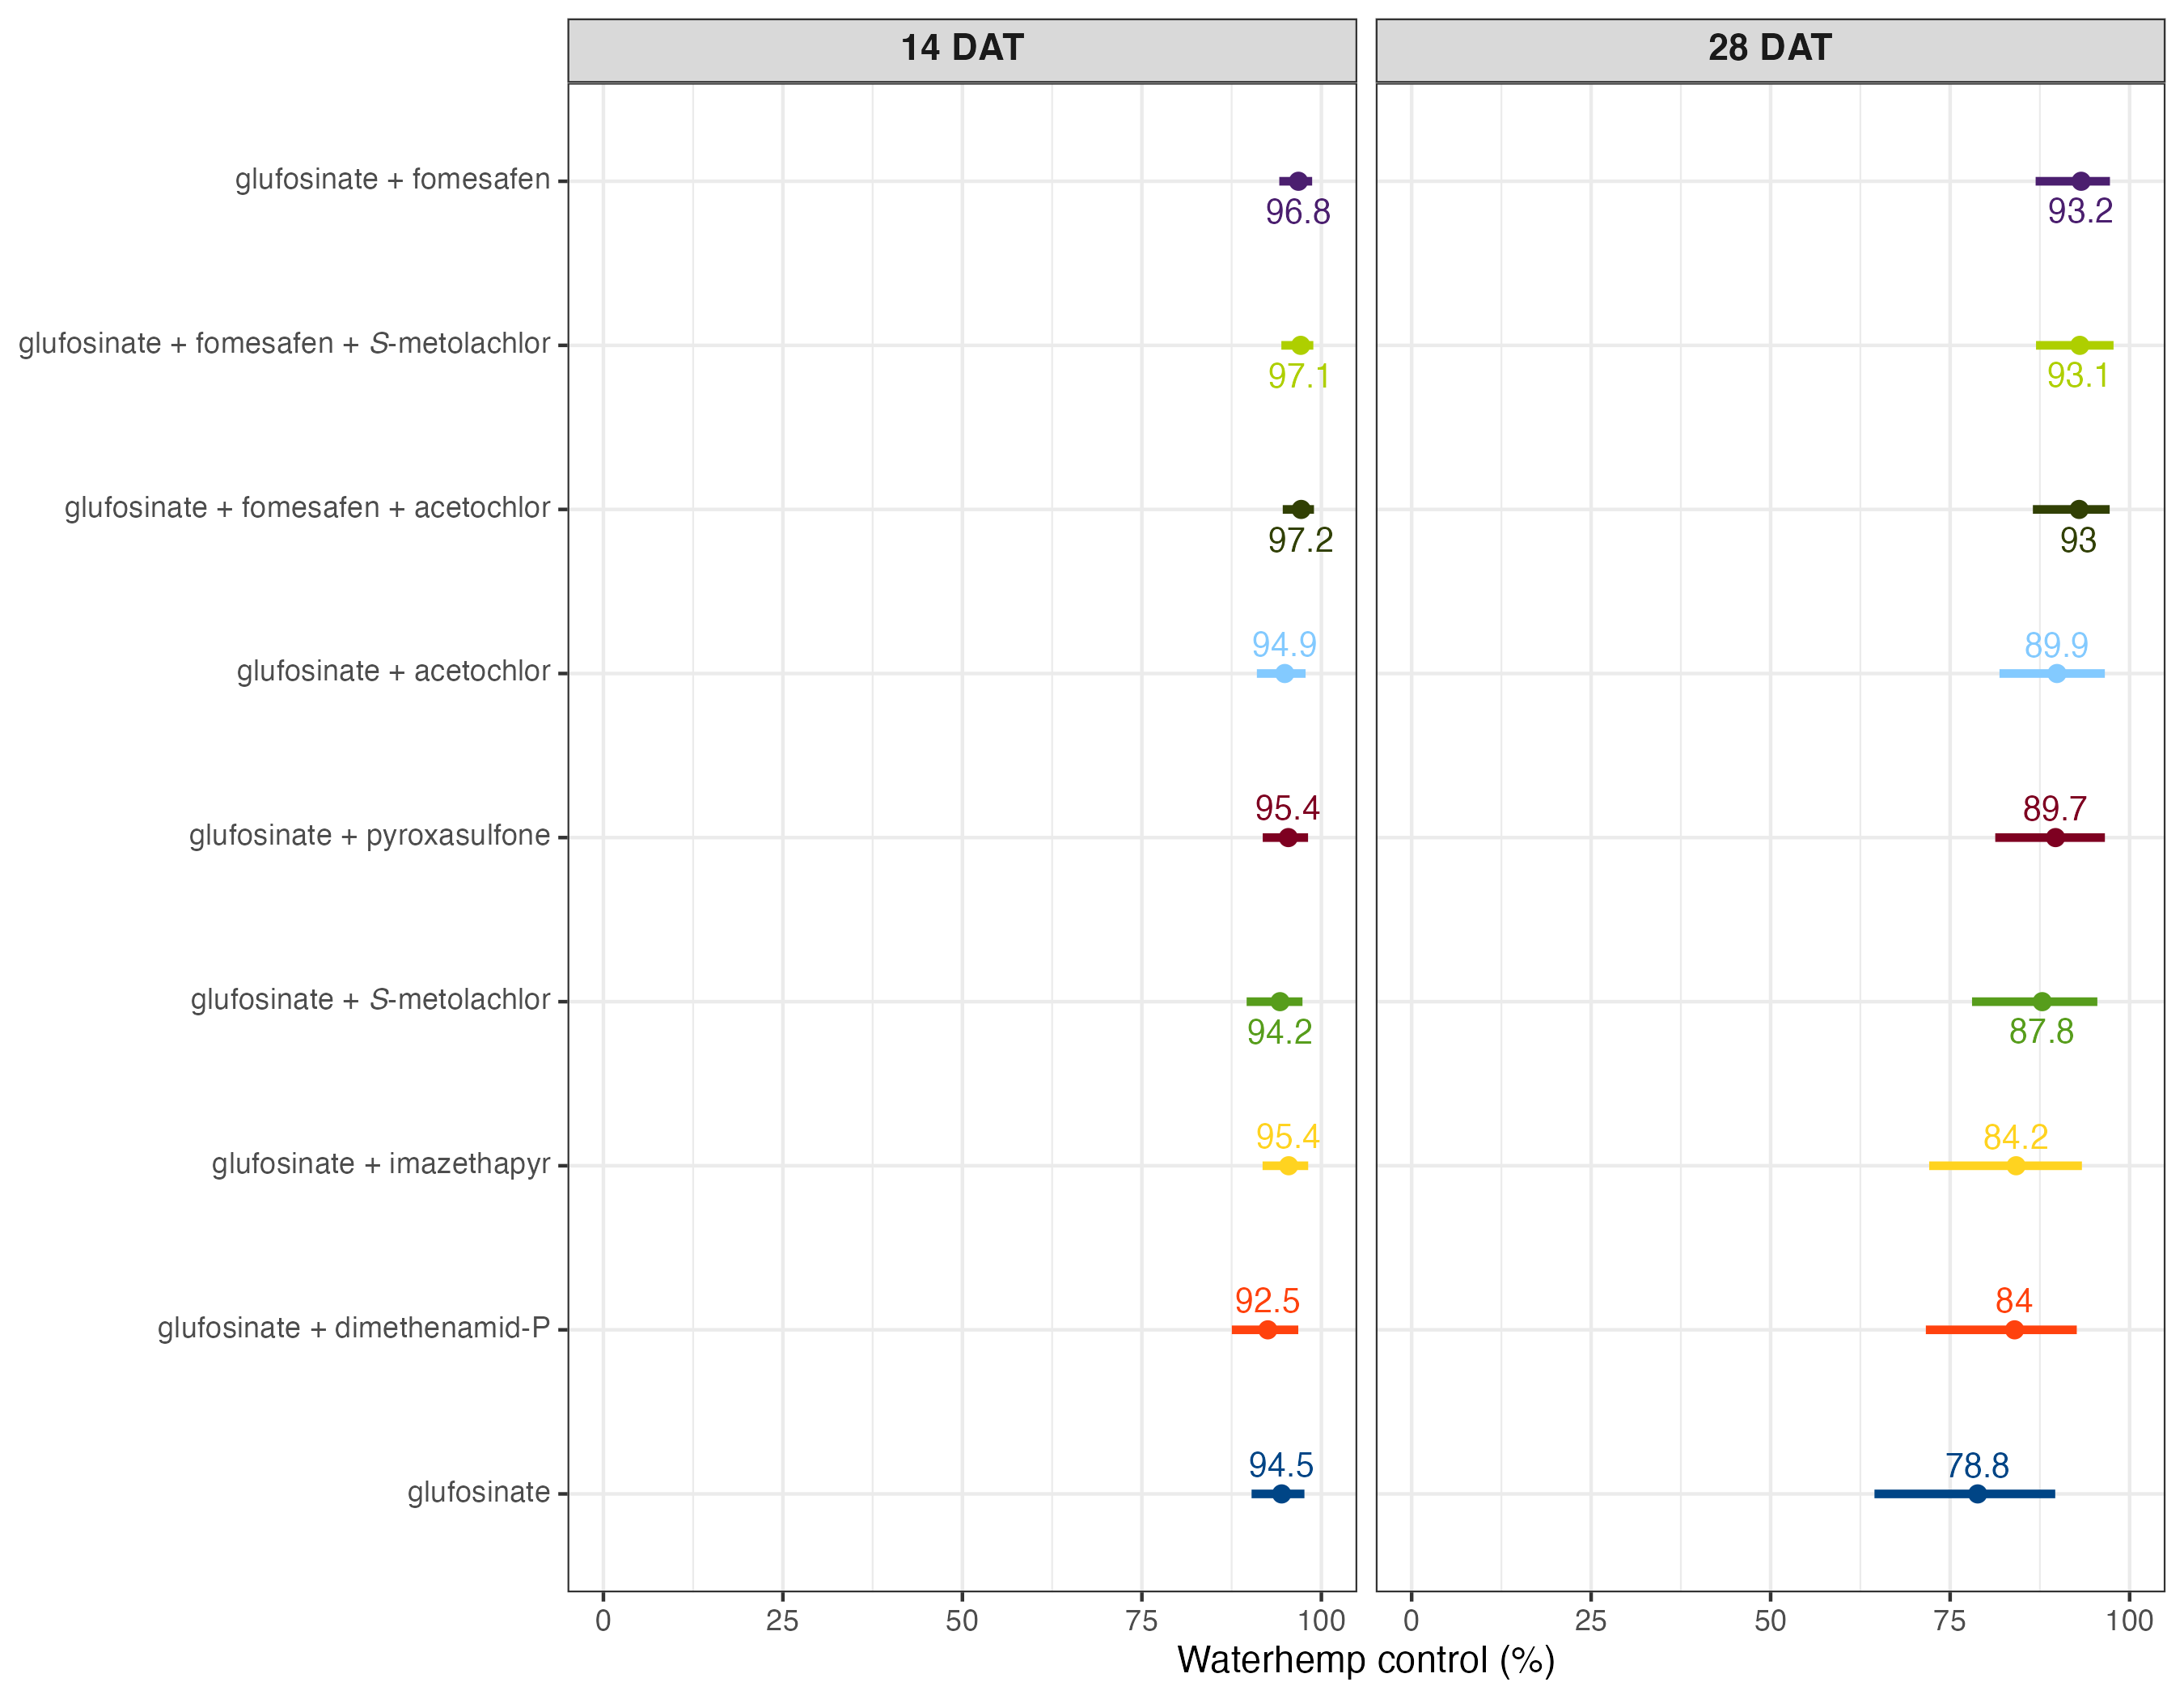 14 DAT 28 DAT
glufosinate + fomesafen 96.8 93.2
glufosinate + fomesafen + S-metolachlor 97.1 93.1
glufosinate + fomesafen + acetochlor 97.2 93
glufosinate + acetochlor 94.9 89.9
glufosinate + pyroxasulfone 95.4 89.7
glufosinate + S-metolachlor 94.2 87.8
glufosinate + imazethapyr 95.4 84.2
glufosinate + dimethenamid-P 92.5 84
glufosinate 94.5 78.8
0 25 50 75 100 0 25 50 75 100
Waterhemp control (%)